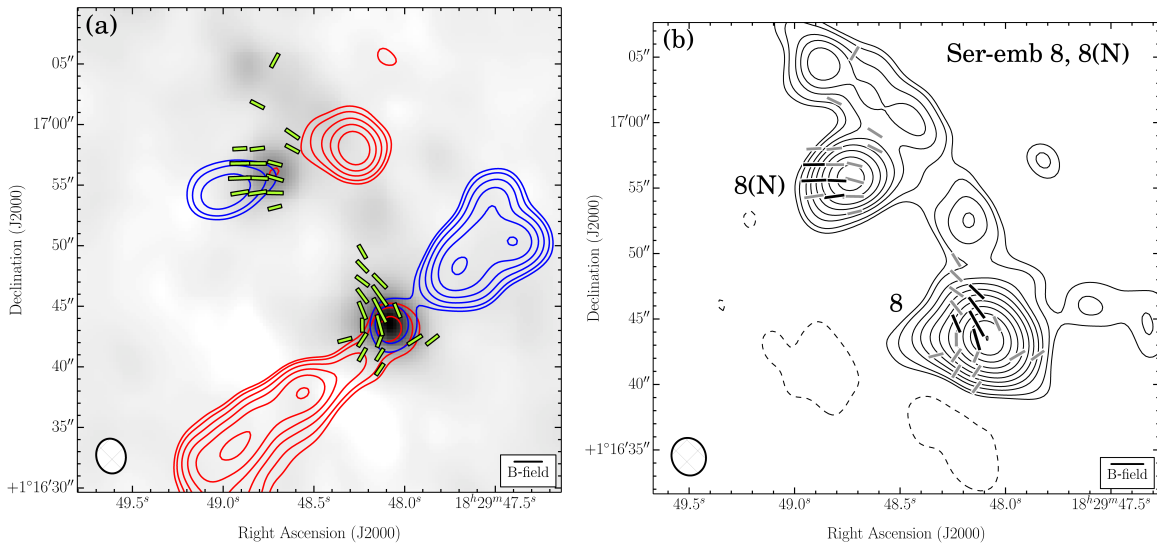 (a)
05″
17′00″
55″
50″
45″
40″
35″
+1°16′30″
49.5ˢ
49.0ˢ
48.5ˢ
48.0ˢ
18ʰ29ᵐ47.5ˢ
Right Ascension (J2000)
Declination (J2000)
B-field
(b)
Ser-emb 8, 8(N)
8(N)
8
05″
17′00″
55″
50″
45″
40″
+1°16′35″
49.5ˢ
49.0ˢ
48.5ˢ
48.0ˢ
18ʰ29ᵐ47.5ˢ
Right Ascension (J2000)
Declination (J2000)
B-field